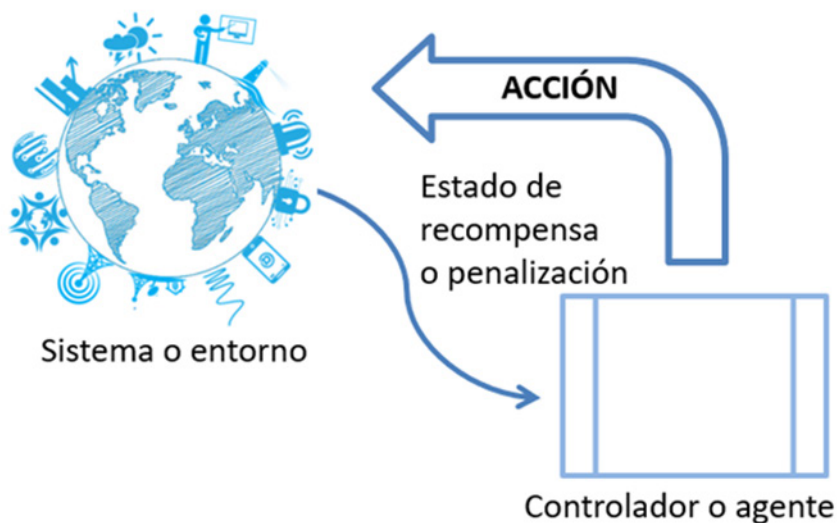 ACCIÓN
Estado de
recompensa
o penalización
Sistema o entorno
Controlador o agente